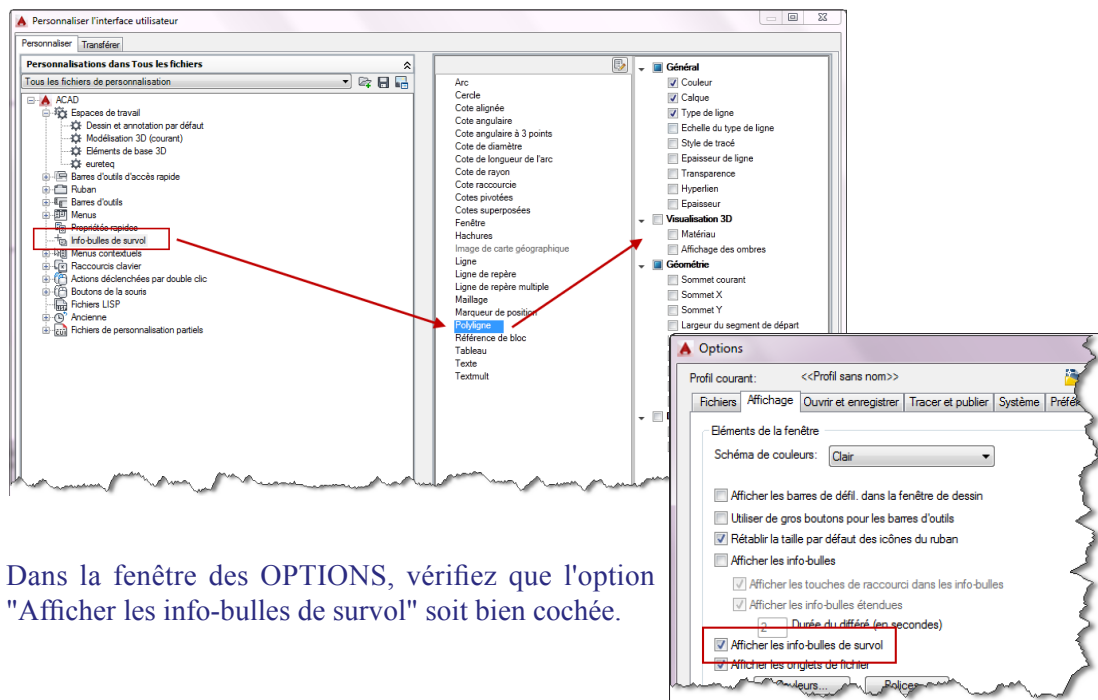 Personnaliser l'interface utilisateur
Personnaliser Transférer
Personnalisations dans Tous les fichiers
Tous les fichiers de personnalisation
ACAD
Espaces de travail
Dessin et annotation par défaut
Modélisation 3D (courant)
Eléments de base 3D
eureteq
Barres d'outils d'accès rapide
Ruban
Barres d'outils
Menus
Propriétés rapides
Info-bulles de survol
Menus contextuels
Raccourcis clavier
Actions déclenchées par double clic
Boutons de la souris
Fichiers LISP
Ancienne
Fichiers de personnalisation partiels
Arc
Cercle
Cote alignée
Cote angulaire
Cote angulaire à 3 points
Cote de diamètre
Cote de longueur de l'arc
Cote de rayon
Cote raccourcie
Cotes pivotées
Cotes superposées
Fenêtre
Hachures
Image de carte géographique
Ligne
Ligne de repère
Ligne de repère multiple
Maillage
Marqueur de position
Polyligne
Référence de bloc
Tableau
Texte
Textmult
Général
Couleur
Calque
Type de ligne
Echelle du type de ligne
Style de tracé
Epaisseur de ligne
Transparence
Hyperlien
Epaisseur
Visualisation 3D
Matériau
Affichage des ombres
Géométrie
Sommet courant
Sommet X
Sommet Y
Largeur du segment de départ
Options
Profil courant: <<Profil sans nom>>
Fichiers Affichage Ouvrir et enregistrer Tracer et publier Système
Eléments de la fenêtre
Schéma de couleurs: Clair
Afficher les barres de défil. dans la fenêtre de dessin
Utiliser de gros boutons pour les barres d'outils
Rétablir la taille par défaut des icônes du ruban
Afficher les info-bulles
Afficher les touches de raccourci dans les info-bulles
Afficher les info-bulles étendues
2 Durée du différé (en secondes)
Afficher les info-bulles de survol
Afficher les onglets de fichier
Dans la fenêtre des OPTIONS, vérifiez que l'option
"Afficher les info-bulles de survol" soit bien cochée.